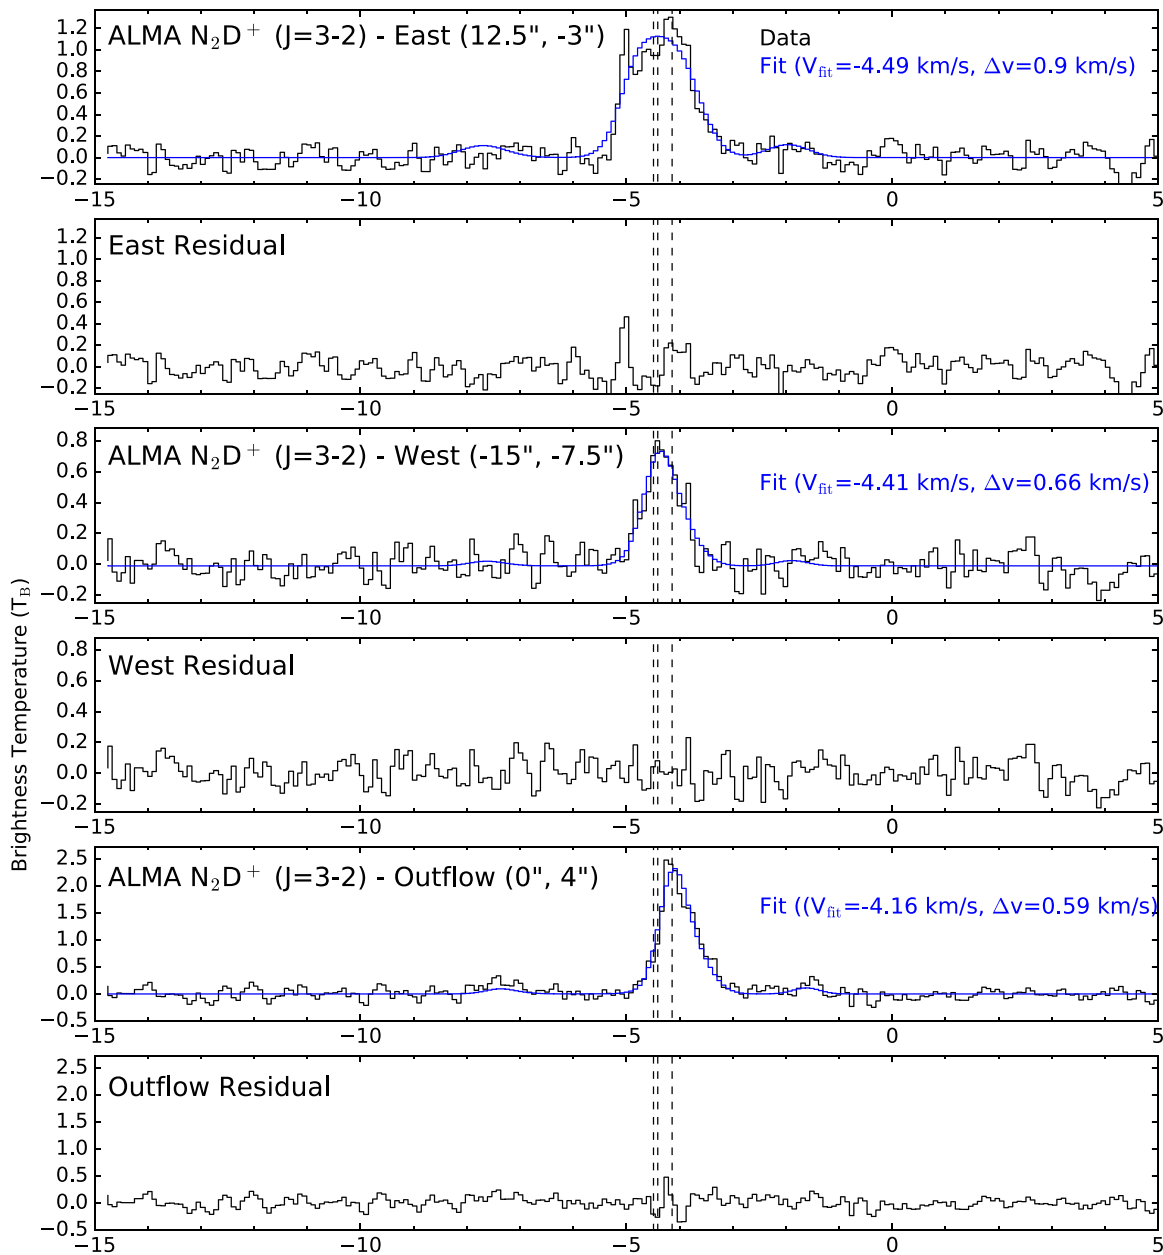 ALMA N₂D⁺ (J=3-2) - East (12.5", -3")
Data
Fit (V_fit=-4.49 km/s, Δv=0.9 km/s)
1.2
1.0
0.8
0.6
0.4
0.2
0.0
−0.2
−15 −10 −5 0 5
East Residual
1.2
1.0
0.8
0.6
0.4
0.2
0.0
−0.2
−15 −10 −5 0 5
ALMA N₂D⁺ (J=3-2) - West (-15", -7.5")
Fit (V_fit=-4.41 km/s, Δv=0.66 km/s)
0.8
0.6
0.4
0.2
0.0
−0.2
−15 −10 −5 0 5
Brightness Temperature (T_B)
West Residual
0.8
0.6
0.4
0.2
0.0
−0.2
−15 −10 −5 0 5
ALMA N₂D⁺ (J=3-2) - Outflow (0", 4")
Fit ((V_fit=-4.16 km/s, Δv=0.59 km/s)
2.5
2.0
1.5
1.0
0.5
0.0
−0.5
−15 −10 −5 0 5
Outflow Residual
2.5
2.0
1.5
1.0
0.5
0.0
−0.5
−15 −10 −5 0 5